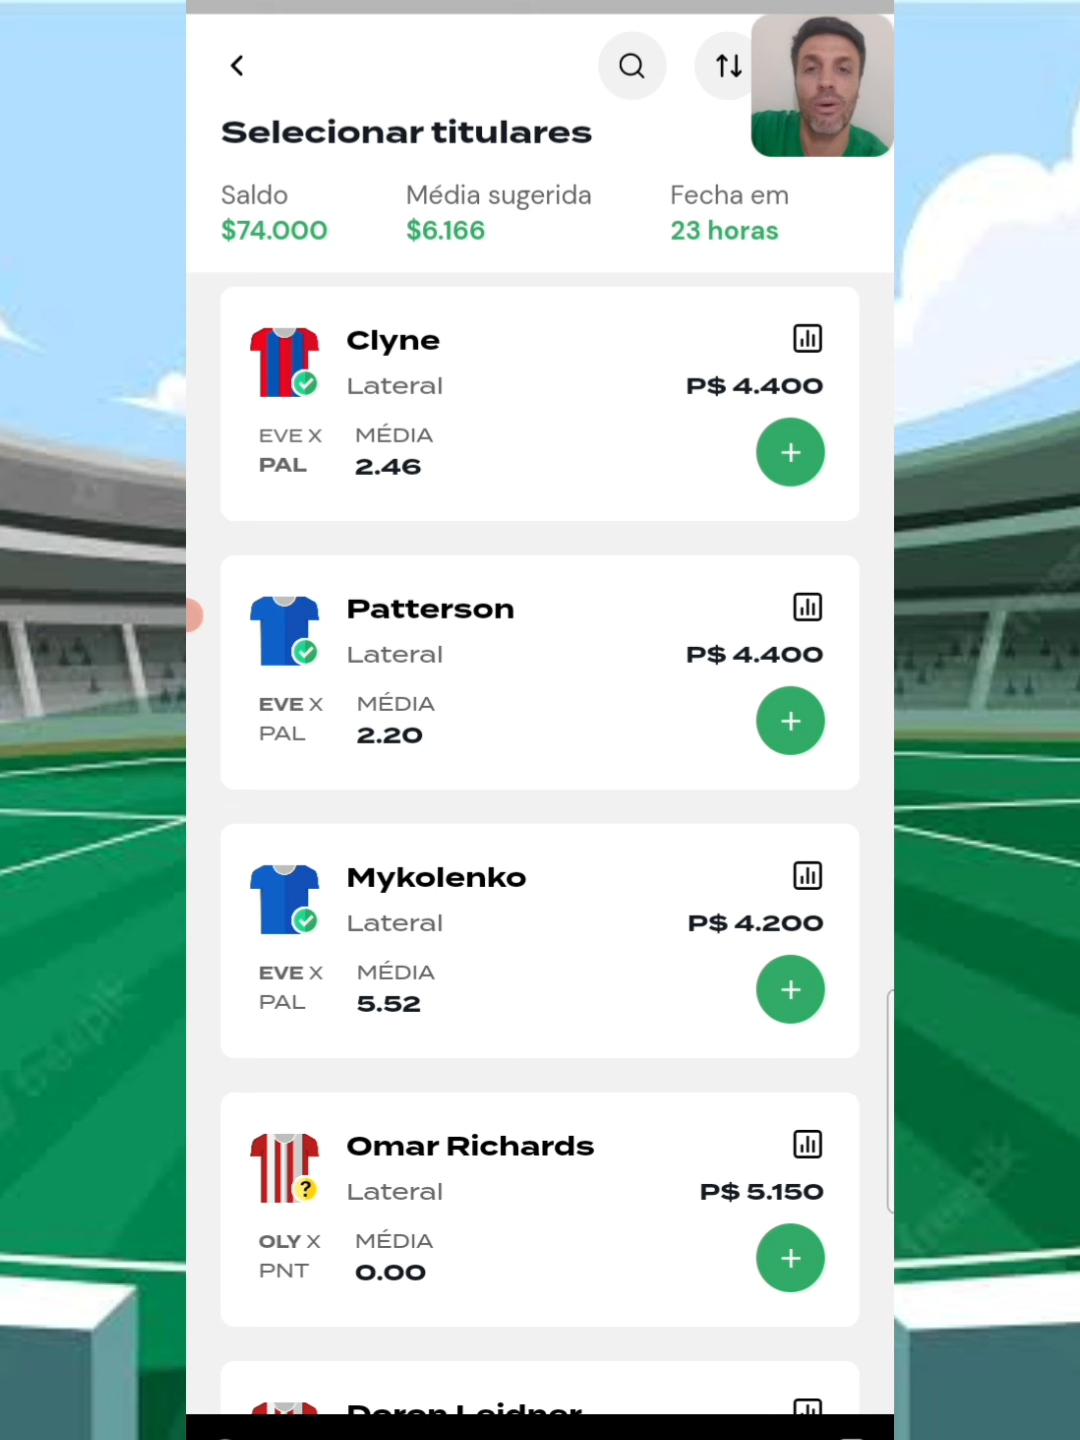 Selecionar titulares
Saldo
Média sugerida
Fecha em
$74.000
$6.166
23 horas
Clyne
Lateral
P$ 4.400
EVE X
MÉDIA
PAL
2.46
Patterson
Lateral
P$ 4.400
EVE X
MÉDIA
PAL
2.20
Mykolenko
Lateral
P$ 4.200
EVE X
MÉDIA
PAL
5.52
?
Omar Richards
Lateral
P$ 5.150
OLY X
MÉDIA
PNT
0.00